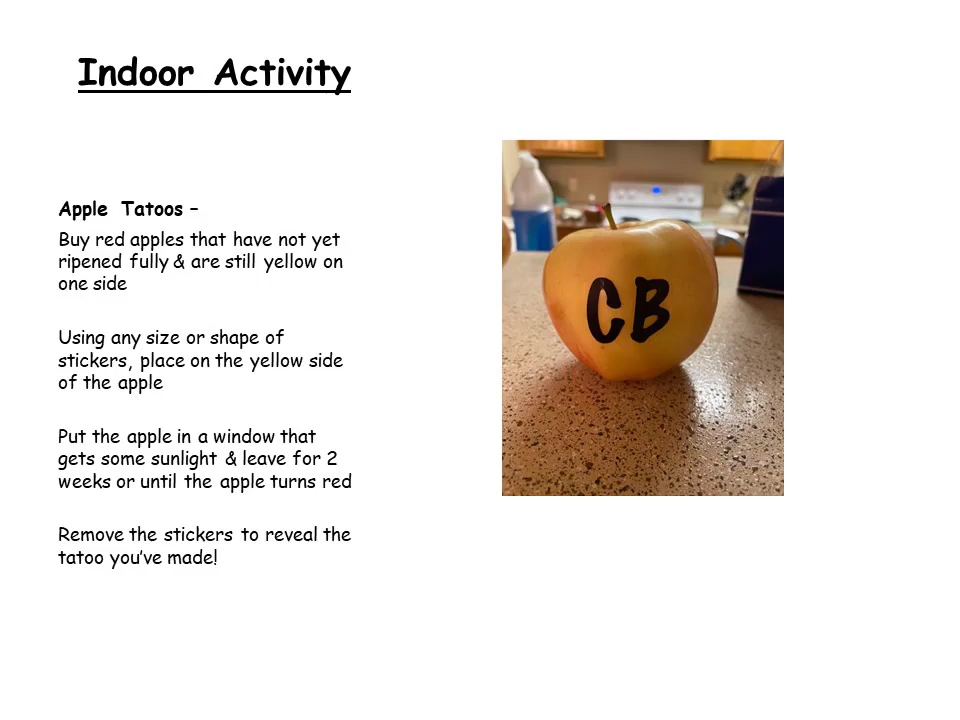 Indoor Activity
Apple Tatoos –
Buy red apples that have not yet
ripened fully & are still yellow on
one side
Using any size or shape of
stickers, place on the yellow side
of the apple
Put the apple in a window that
gets some sunlight & leave for 2
weeks or until the apple turns red
Remove the stickers to reveal the
tatoo you've made!
CB